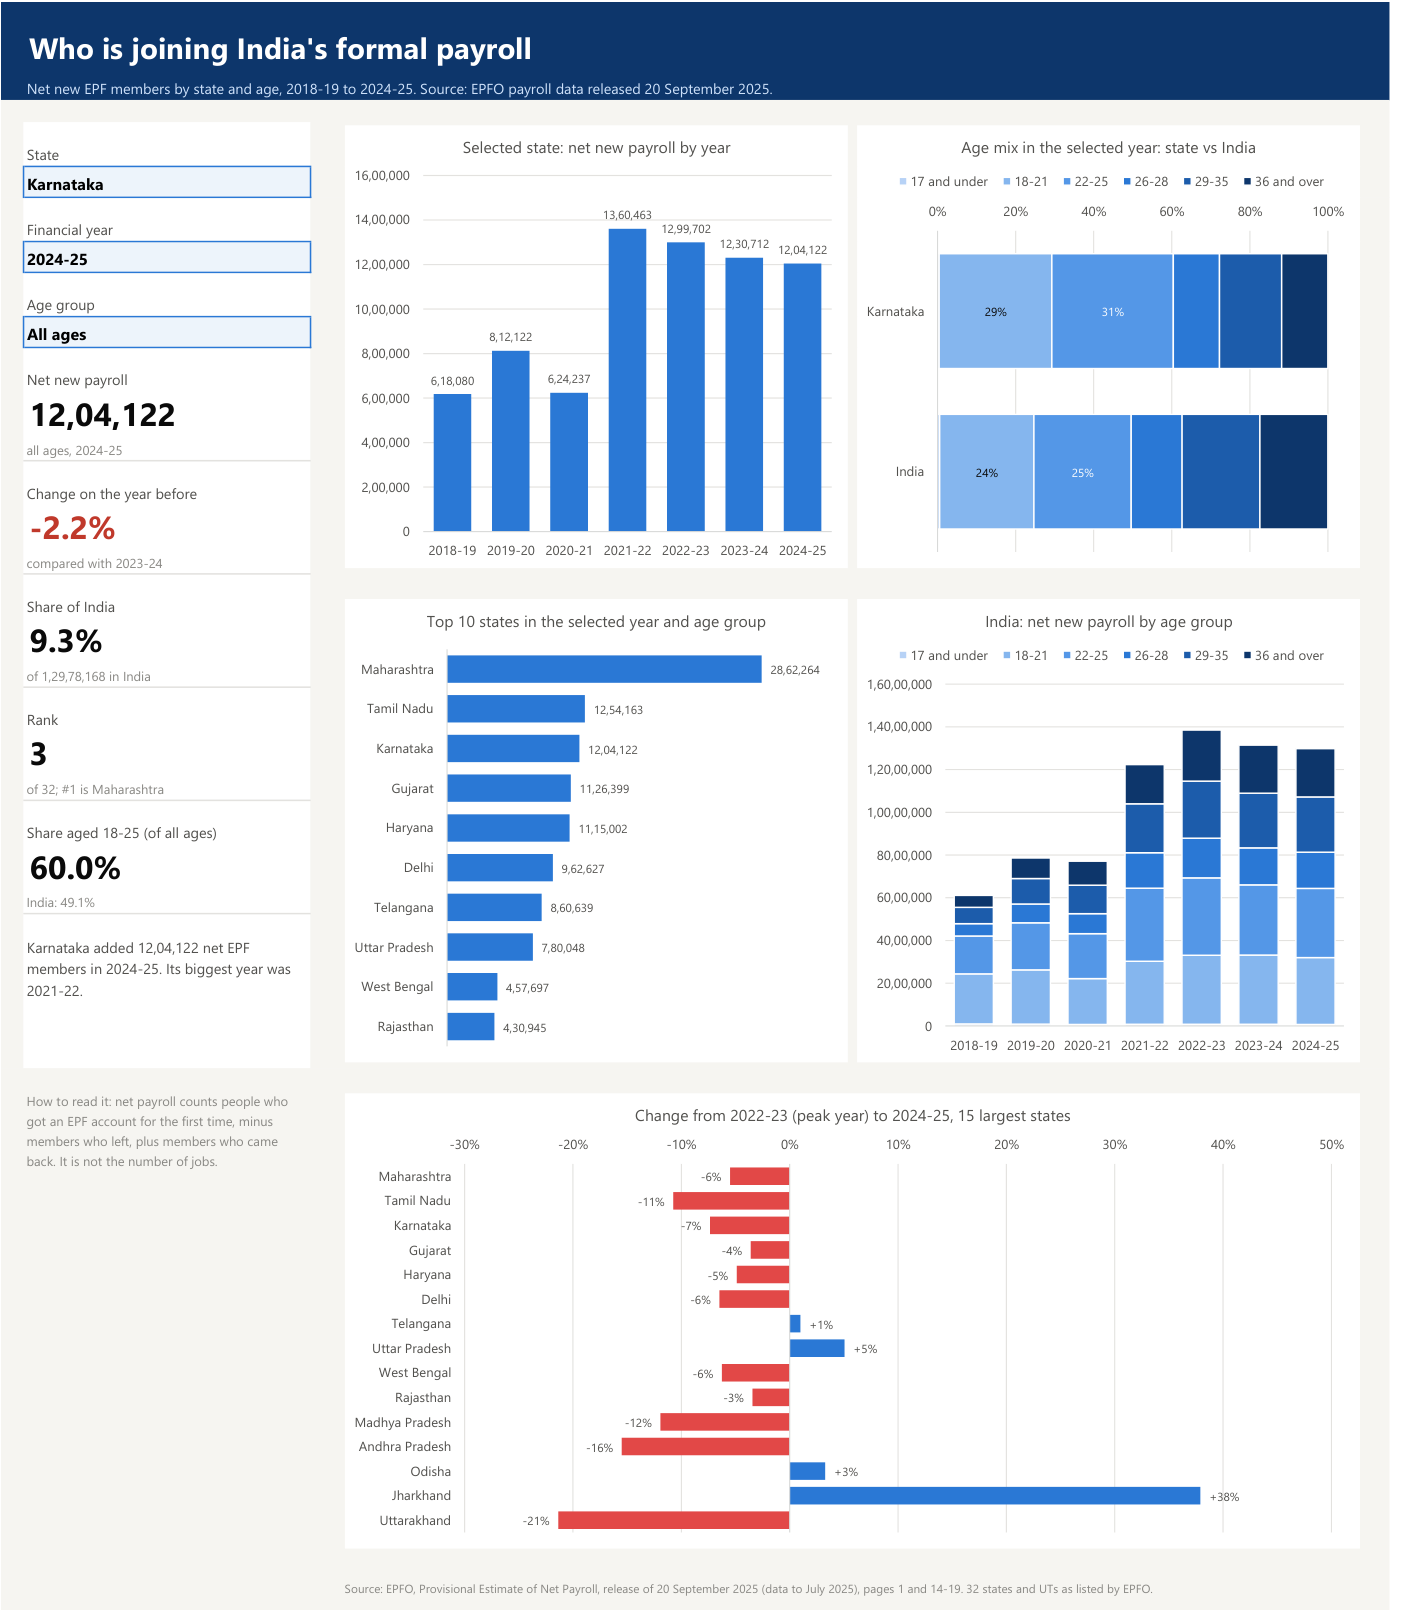 Who is joining India's formal payroll
Net new EPF members by state and age, 2018-19 to 2024-25. Source: EPFO payroll data released 20 September 2025.
State
Karnataka
Financial year
2024-25
Age group
All ages
Net new payroll
12,04,122
all ages, 2024-25
Change on the year before
-2.2%
compared with 2023-24
Share of India
9.3%
of 1,29,78,168 in India
Rank
3
of 32; #1 is Maharashtra
Share aged 18-25 (of all ages)
60.0%
India: 49.1%
Karnataka added 12,04,122 net EPF
members in 2024-25. Its biggest year was
2021-22.
How to read it: net payroll counts people who
got an EPF account for the first time, minus
members who left, plus members who came
back. It is not the number of jobs.
Selected state: net new payroll by year
16,00,000
14,00,000
12,00,000
10,00,000
8,00,000
6,00,000
4,00,000
2,00,000
0
6,18,080
8,12,122
6,24,237
13,60,463
12,99,702
12,30,712
12,04,122
2018-19 2019-20 2020-21 2021-22 2022-23 2023-24 2024-25
Age mix in the selected year: state vs India
17 and under 18-21 22-25 26-28 29-35 36 and over
0% 20% 40% 60% 80% 100%
Karnataka 29% 31%
India 24% 25%
Top 10 states in the selected year and age group
Maharashtra 28,62,264
Tamil Nadu 12,54,163
Karnataka 12,04,122
Gujarat 11,26,399
Haryana 11,15,002
Delhi 9,62,627
Telangana 8,60,639
Uttar Pradesh 7,80,048
West Bengal 4,57,697
Rajasthan 4,30,945
India: net new payroll by age group
17 and under 18-21 22-25 26-28 29-35 36 and over
1,60,00,000
1,40,00,000
1,20,00,000
1,00,00,000
80,00,000
60,00,000
40,00,000
20,00,000
0
2018-19 2019-20 2020-21 2021-22 2022-23 2023-24 2024-25
Change from 2022-23 (peak year) to 2024-25, 15 largest states
-30% -20% -10% 0% 10% 20% 30% 40% 50%
Maharashtra -6%
Tamil Nadu -11%
Karnataka -7%
Gujarat -4%
Haryana -5%
Delhi -6%
Telangana +1%
Uttar Pradesh +5%
West Bengal -6%
Rajasthan -3%
Madhya Pradesh -12%
Andhra Pradesh -16%
Odisha +3%
Jharkhand +38%
Uttarakhand -21%
Source: EPFO, Provisional Estimate of Net Payroll, release of 20 September 2025 (data to July 2025), pages 1 and 14-19. 32 states and UTs as listed by EPFO.